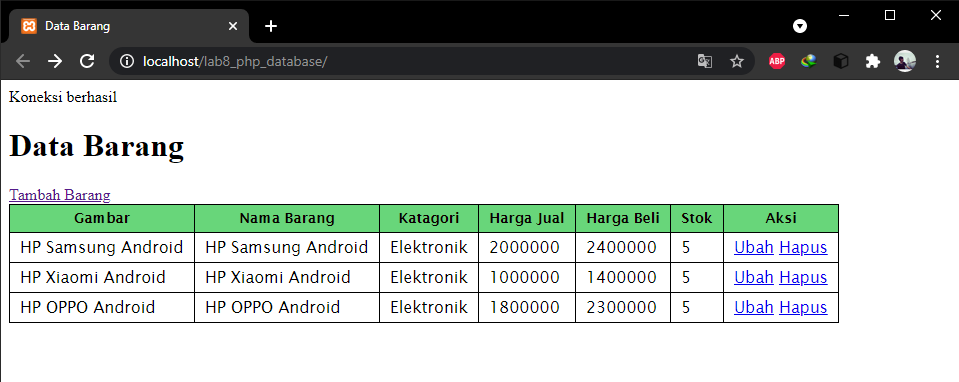 Data Barang
localhost/lab8_php_database/
ABP
Koneksi berhasil
Data Barang
Tambah Barang
Gambar Nama Barang Katagori Harga Jual Harga Beli Stok Aksi
HP Samsung Android HP Samsung Android Elektronik 2000000 2400000 5 Ubah Hapus
HP Xiaomi Android HP Xiaomi Android Elektronik 1000000 1400000 5 Ubah Hapus
HP OPPO Android HP OPPO Android Elektronik 1800000 2300000 5 Ubah Hapus